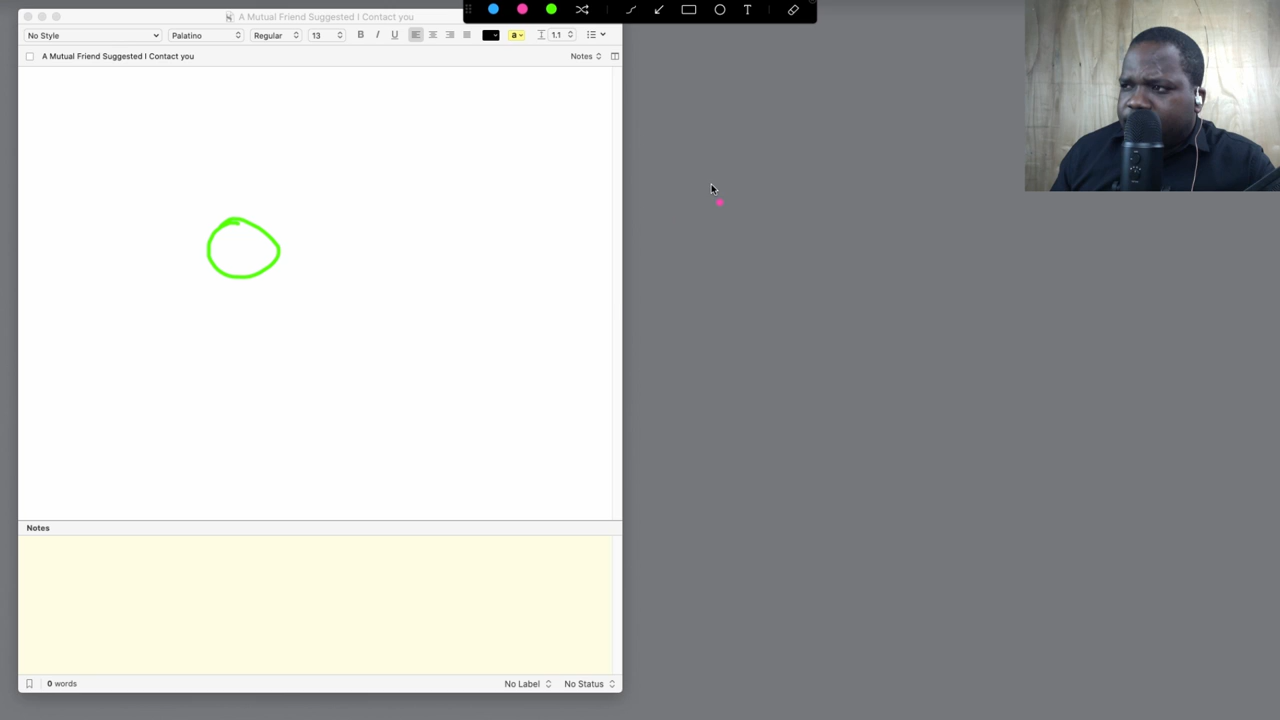 A Mutual Friend Suggested I Contact you
No Style
Palatino
Regular
13
B
I
U
a
1.1
A Mutual Friend Suggested I Contact you
Notes
T
Notes
0 words
No Label
No Status